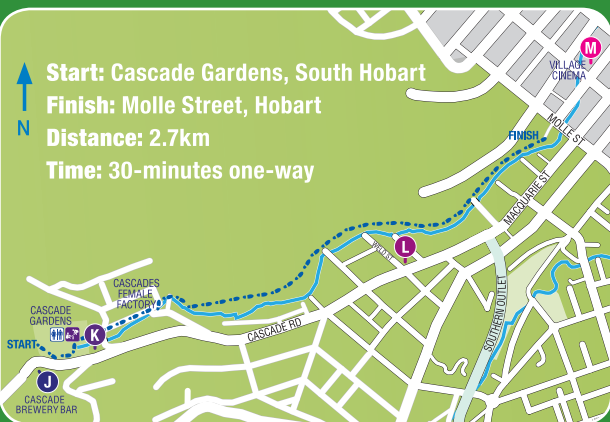 Start: Cascade Gardens, South Hobart
Finish: Molle Street, Hobart
Distance: 2.7km
Time: 30-minutes one-way
N
M
VILLAGE
CINEMA
MOLLE ST
FINISH
MACQUARIE ST
L
SOUTHERN OUTLET
CASCADES
FEMALE
FACTORY
CASCADE
GARDENS
K
START
CASCADE RD
J
CASCADE
BREWERY BAR